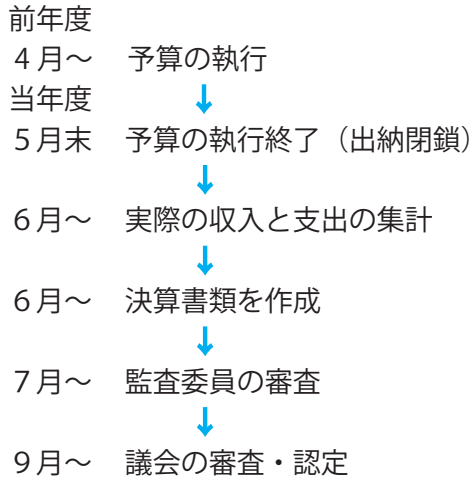 前年度
４月～　予算の執行
当年度　↓
５月末　予算の執行終了（出納閉鎖）
↓
６月～　実際の収入と支出の集計
↓
６月～　決算書類を作成
↓
７月～　監査委員の審査
↓
９月～　議会の審査・認定